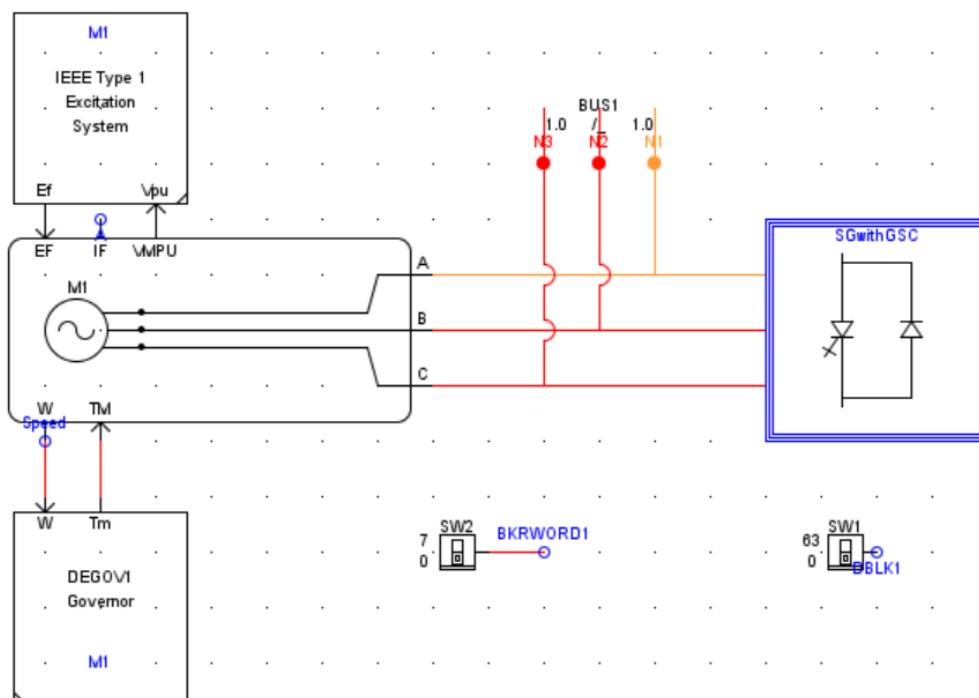 M1
IEEE Type 1
Excitation
System
Ef
Vpu
EF
IF
VMPU
BUS1
1.0
/_
1.0
N3
N2
N1
SGwithGSC
A
M1
B
C
W
TM
Speed
W
Tm
DEGOV1
Governor
M1
SW2
7
0
BKRWORD1
SW1
63
0
DBLK1